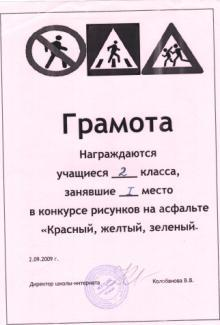 Грамота
Награждаются
учащиеся 2 класса,
занявшие I место
в конкурсе рисунков на асфальте
«Красный, желтый, зеленый.
2.09.2009 г.
Директор школы-интерната Колобанова В.В.